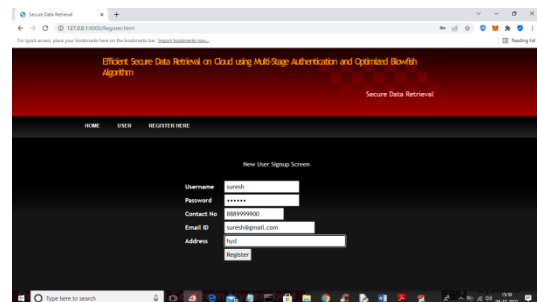 Secure Data Retrieval
127.0.0.1:8000/Register.html
For quick access, place your bookmarks here on the bookmarks bar. Import bookmarks now...
Reading list
Efficient Secure Data Retrieval on Cloud using Multi-Stage Authentication and Optimized Blowfish
Algorithm
Secure Data Retrieval
HOME USER REGISTER HERE
New User Signup Screen
Username suresh
Password ••••••
Contact No 8889999900
Email ID suresh@gmail.com
Address hyd
Register
Type here to search